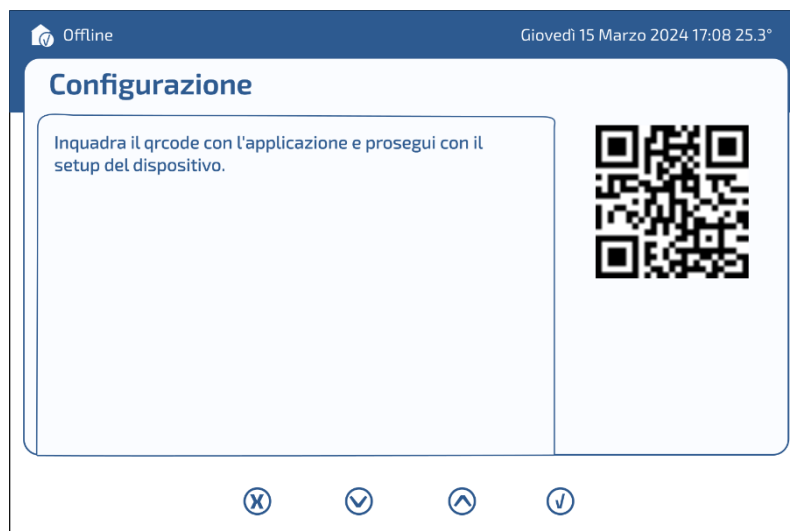 Offline
Giovedì 15 Marzo 2024 17:08 25.3°
Configurazione
Inquadra il qrcode con l'applicazione e prosegui con il
setup del dispositivo.